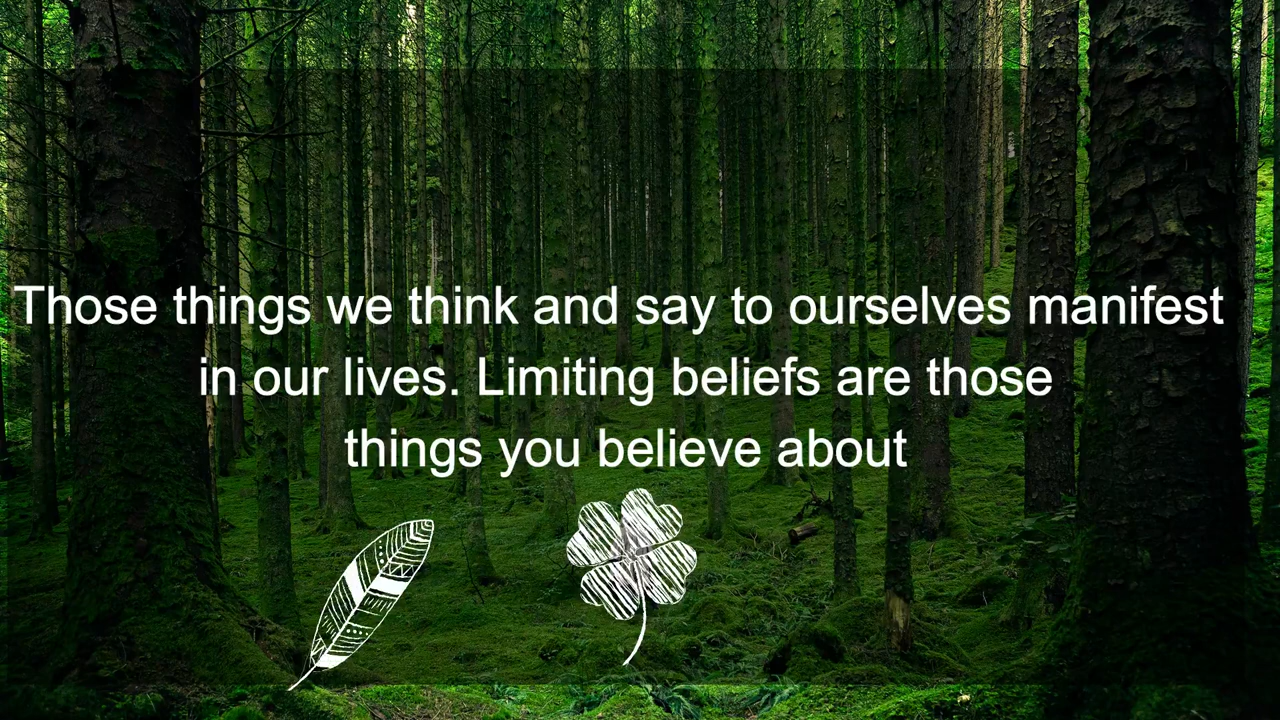 Those things we think and say to ourselves manifest
in our lives. Limiting beliefs are those
things you believe about